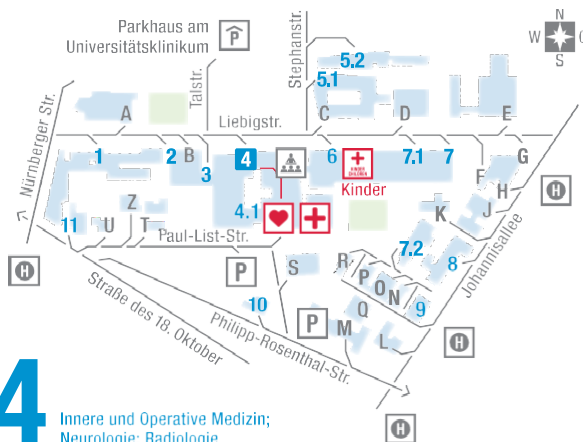 Parkhaus am
Universitätsklinikum
P
N
W
S
Stephanstr.
5.2
5.1
Talstr.
Nürnberger Str.
A
Liebigstr.
C
D
E
1
2
B
3
4
6
KINDER
CHILDREN
Kinder
7.1
7
F
G
H
H
Z
11
U
T
4.1
K
J
Johannisallee
Paul-List-Str.
7.2
8
H
P
S
R
P
O
N
9
Straße des 18. Oktober
10
P
Q
M
L
H
Philipp-Rosenthal-Str.
H
4
Innere und Operative Medizin;
Neurologie; Radiologie